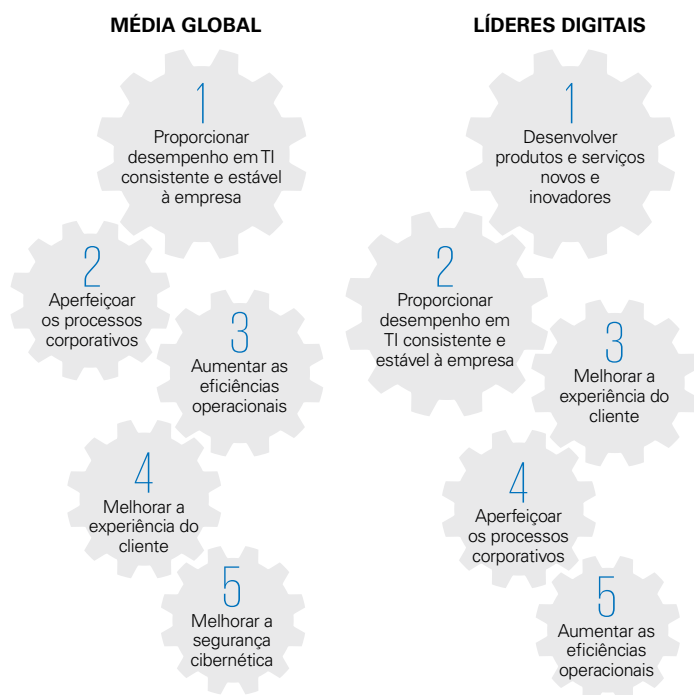 MÉDIA GLOBAL
1
Proporcionar
desempenho em TI
consistente e estável
à empresa
2
Aperfeiçoar
os processos
corporativos
3
Aumentar as
eficiências
operacionais
4
Melhorar a
experiência do
cliente
5
Melhorar a
segurança
cibernética
LÍDERES DIGITAIS
1
Desenvolver
produtos e serviços
novos e
inovadores
2
Proporcionar
desempenho em
TI consistente e
estável à empresa
3
Melhorar a
experiência do
cliente
4
Aperfeiçoar
os processos
corporativos
5
Aumentar as
eficiências
operacionais